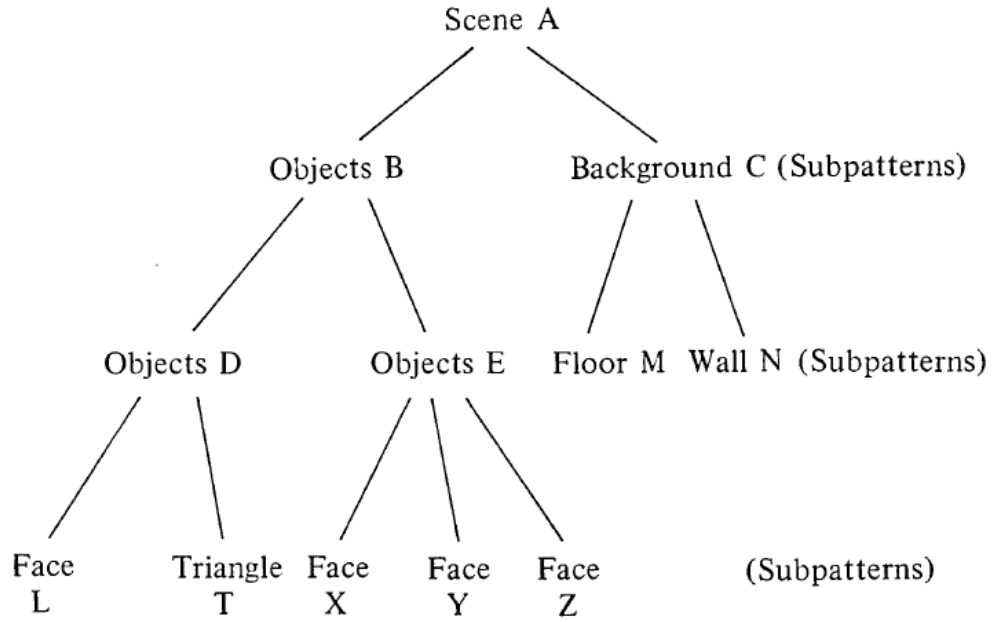 Scene A
Objects B Background C (Subpatterns)
Objects D Objects E Floor M Wall N (Subpatterns)
Face Triangle Face Face Face (Subpatterns)
L T X Y Z